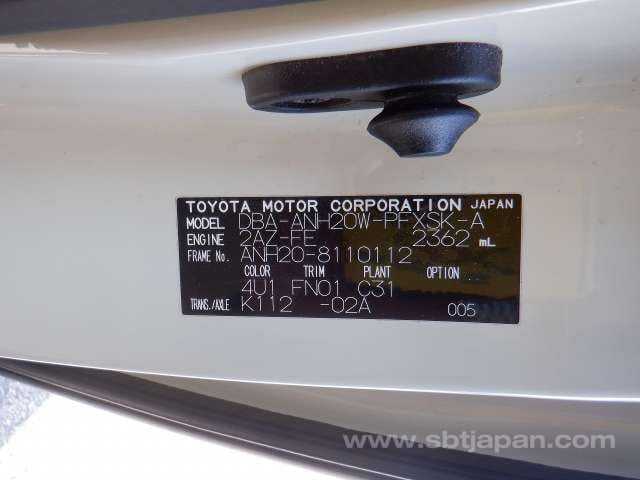 TOYOTA MOTOR CORPORATION JAPAN
MODEL DBA-ANH20W-PFXSK-A
ENGINE 2AZ-FE 2362 mL
FRAME No. ANH20-8110112
COLOR TRIM PLANT OPTION
4U1 FN01 C31
TRANS./AXLE K112 -02A 005
www.sbtjapan.com